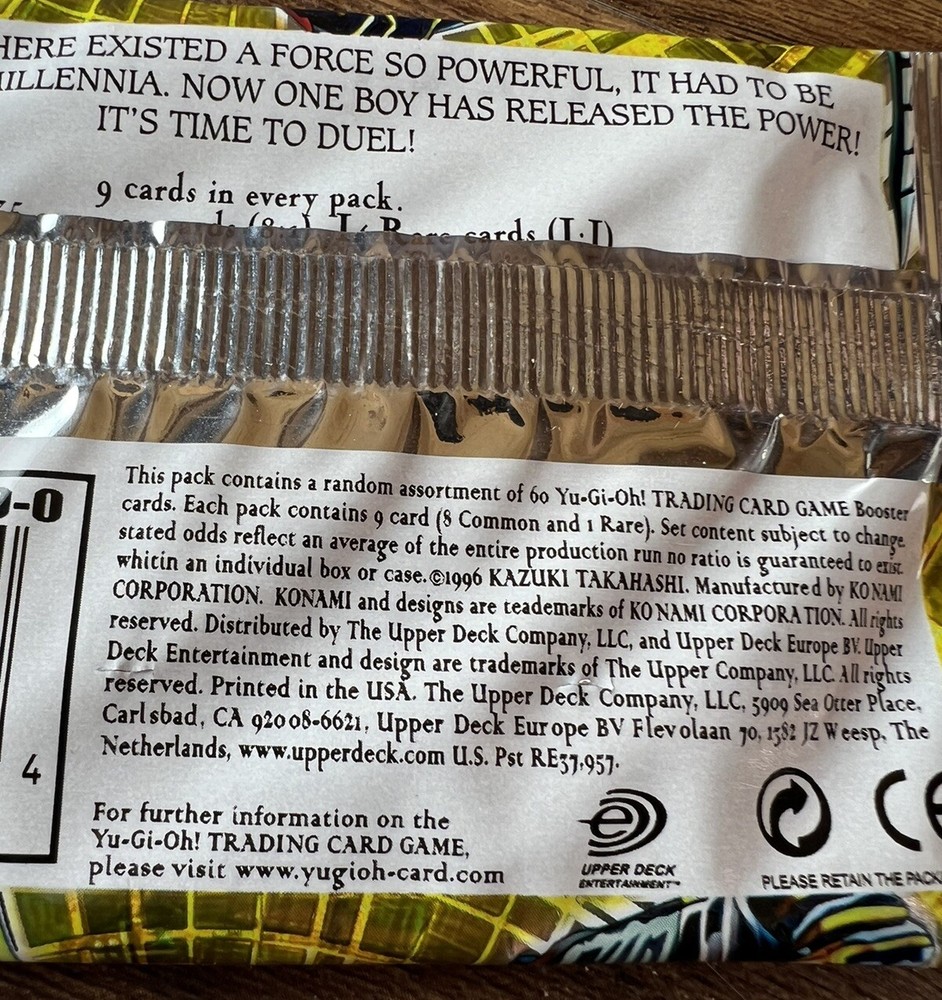 HERE EXISTED A FORCE SO POWERFUL, IT HAD TO BE
MILLENNIA. NOW ONE BOY HAS RELEASED THE POWER!
IT'S TIME TO DUEL!
9 cards in every pack.
cards (I:I)
-0
This pack contains a random assortment of 60 Yu-Gi-Oh! TRADING CARD GAME Booster
cards. Each pack contains 9 card (8 Common and 1 Rare). Set content subject to change.
stated odds reflect an average of the entire production run no ratio is guaranteed to exist.
whitin an individual box or case.©1996 KAZUKI TAKAHASHI. Manufactured by KONAMI
CORPORATION. KONAMI and designs are teademarks of KONAMI CORPORATION. All rights
reserved. Distributed by The Upper Deck Company, LLC, and Upper Deck Europe BV. Upper
Deck Entertainment and design are trademarks of The Upper Company, LLC. All rights
reserved. Printed in the USA. The Upper Deck Company, LLC, 5909 Sea Otter Place,
Carlsbad, CA 92008-6621, Upper Deck Europe BV Flevolaan 70, 1382 JZ Weesp, The
Netherlands, www.upperdeck.com U.S. Pst RE37,957.
4
For further information on the
Yu-Gi-Oh! TRADING CARD GAME,
please visit www.yugioh-card.com
UPPER DECK
ENTERTAINMENT™
CE
PLEASE RETAIN THE PACK